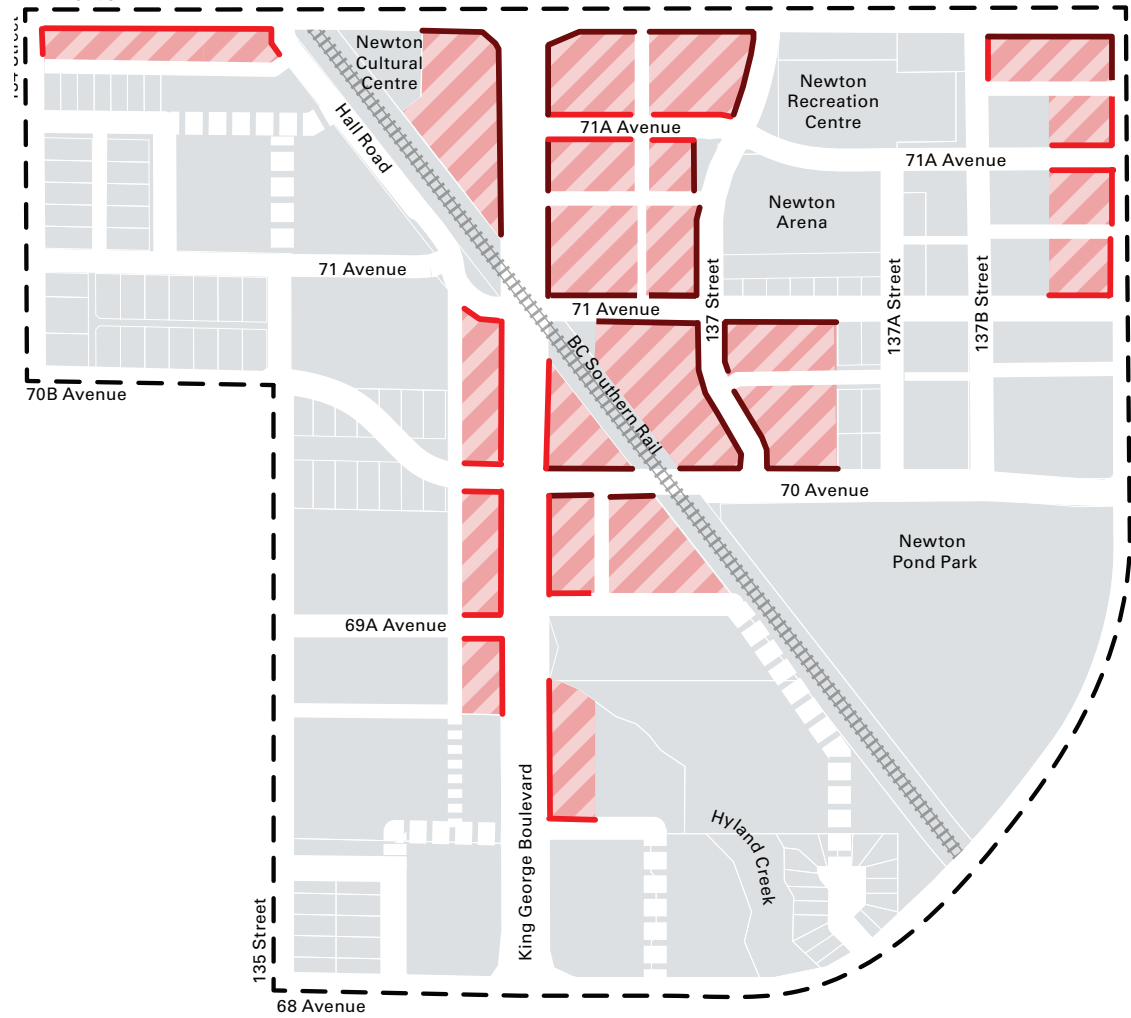 Newton
Cultural
Centre
Hall Road
71A Avenue
Newton
Recreation
Centre
71A Avenue
Newton
Arena
71 Avenue
71 Avenue
137 Street
137A Street
137B Street
BC Southern Rail
70B Avenue
70 Avenue
Newton
Pond Park
69A Avenue
King George Boulevard
Hyland Creek
135 Street
68 Avenue